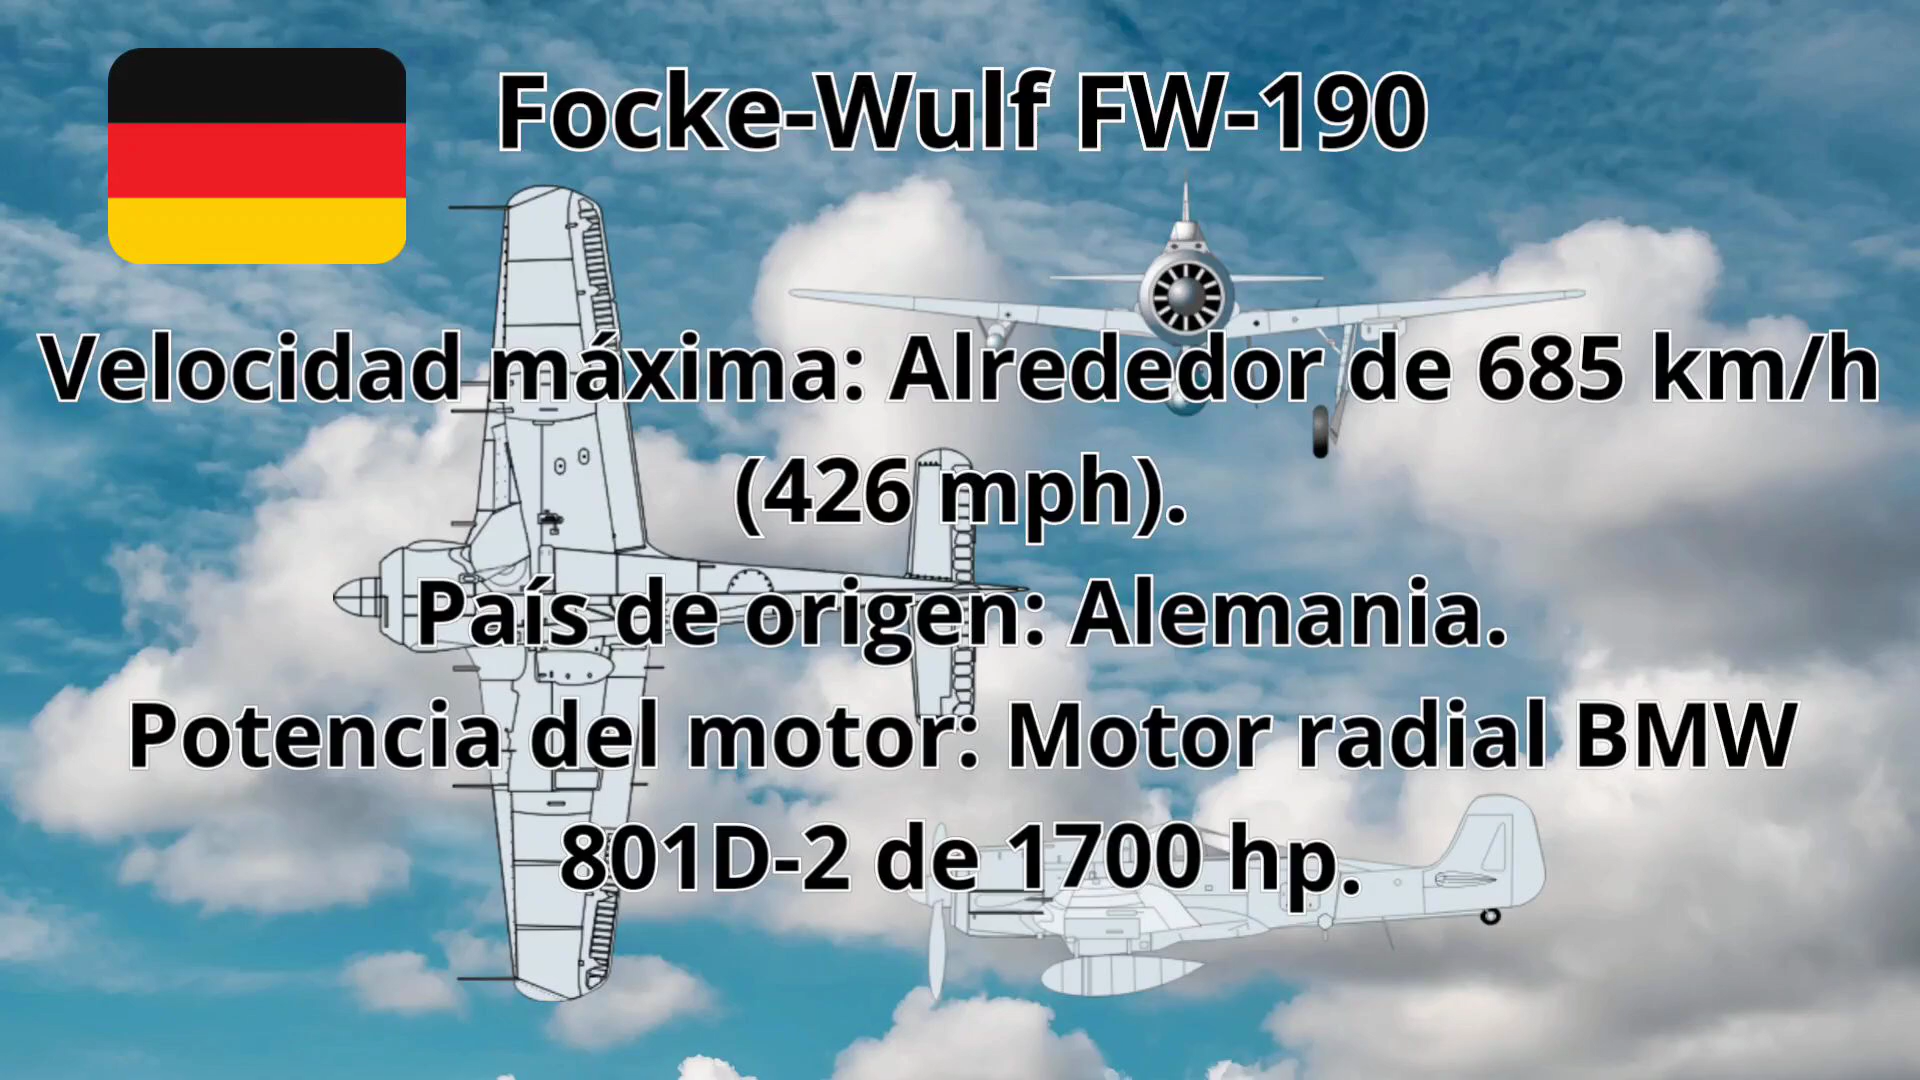 Focke-Wulf FW-190
Velocidad máxima: Alrededor de 685 km/h
(426 mph).
País de origen: Alemania.
Potencia del motor: Motor radial BMW
801D-2 de 1700 hp.